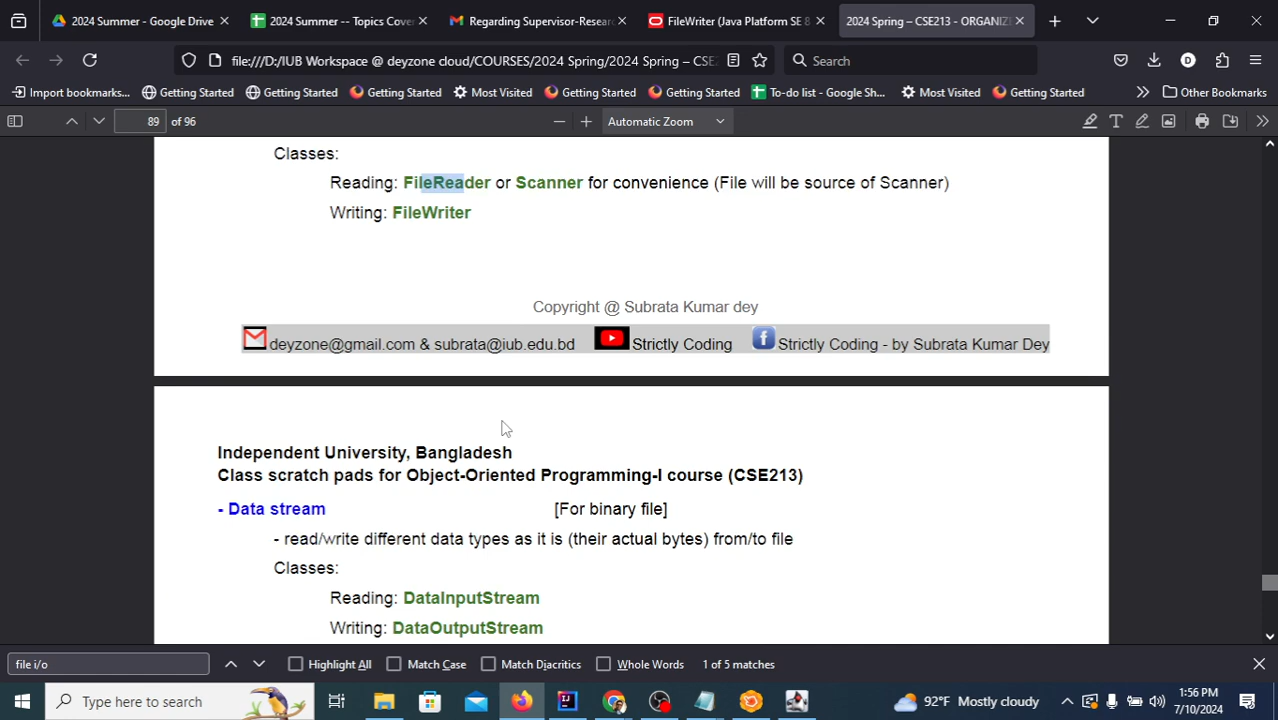 2024 Summer - Google Drive
2024 Summer -- Topics Cover
Regarding Supervisor-Resear
FileWriter (Java Platform SE 8
2024 Spring – CSE213 - ORGANIZE
file:///D:/IUB Workspace @ deyzone cloud/COURSES/2024 Spring/2024 Spring – CSE
Search
Import bookmarks...
Getting Started
Getting Started
Getting Started
Most Visited
Getting Started
Getting Started
To-do list - Google Sh...
Most Visited
Getting Started
Other Bookmarks
89 of 96
Automatic Zoom
Classes:
Reading: FileReader or Scanner for convenience (File will be source of Scanner)
Writing: FileWriter
Copyright @ Subrata Kumar dey
deyzone@gmail.com & subrata@iub.edu.bd Strictly Coding Strictly Coding - by Subrata Kumar Dey
Independent University, Bangladesh
Class scratch pads for Object-Oriented Programming-I course (CSE213)
- Data stream [For binary file]
- read/write different data types as it is (their actual bytes) from/to file
Classes:
Reading: DataInputStream
Writing: DataOutputStream
file i/o
Highlight All
Match Case
Match Diacritics
Whole Words
1 of 5 matches
Type here to search
92°F Mostly cloudy
1:56 PM
7/10/2024